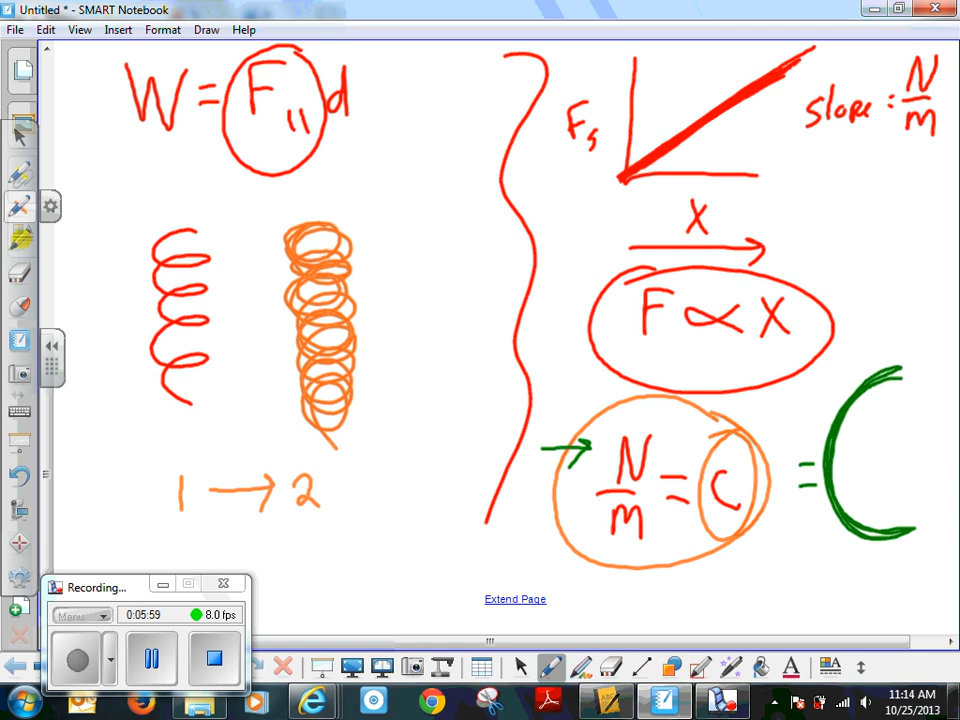 Untitled * - SMART Notebook
File Edit View Insert Format Draw Help
W = F || d
Fs
X
slope : N/m
F ∝ X
N/m = C = C
1 → 2
Extend Page
Recording...
Menu
0:05:59
8.0 fps
A
11:14 AM
10/25/2013